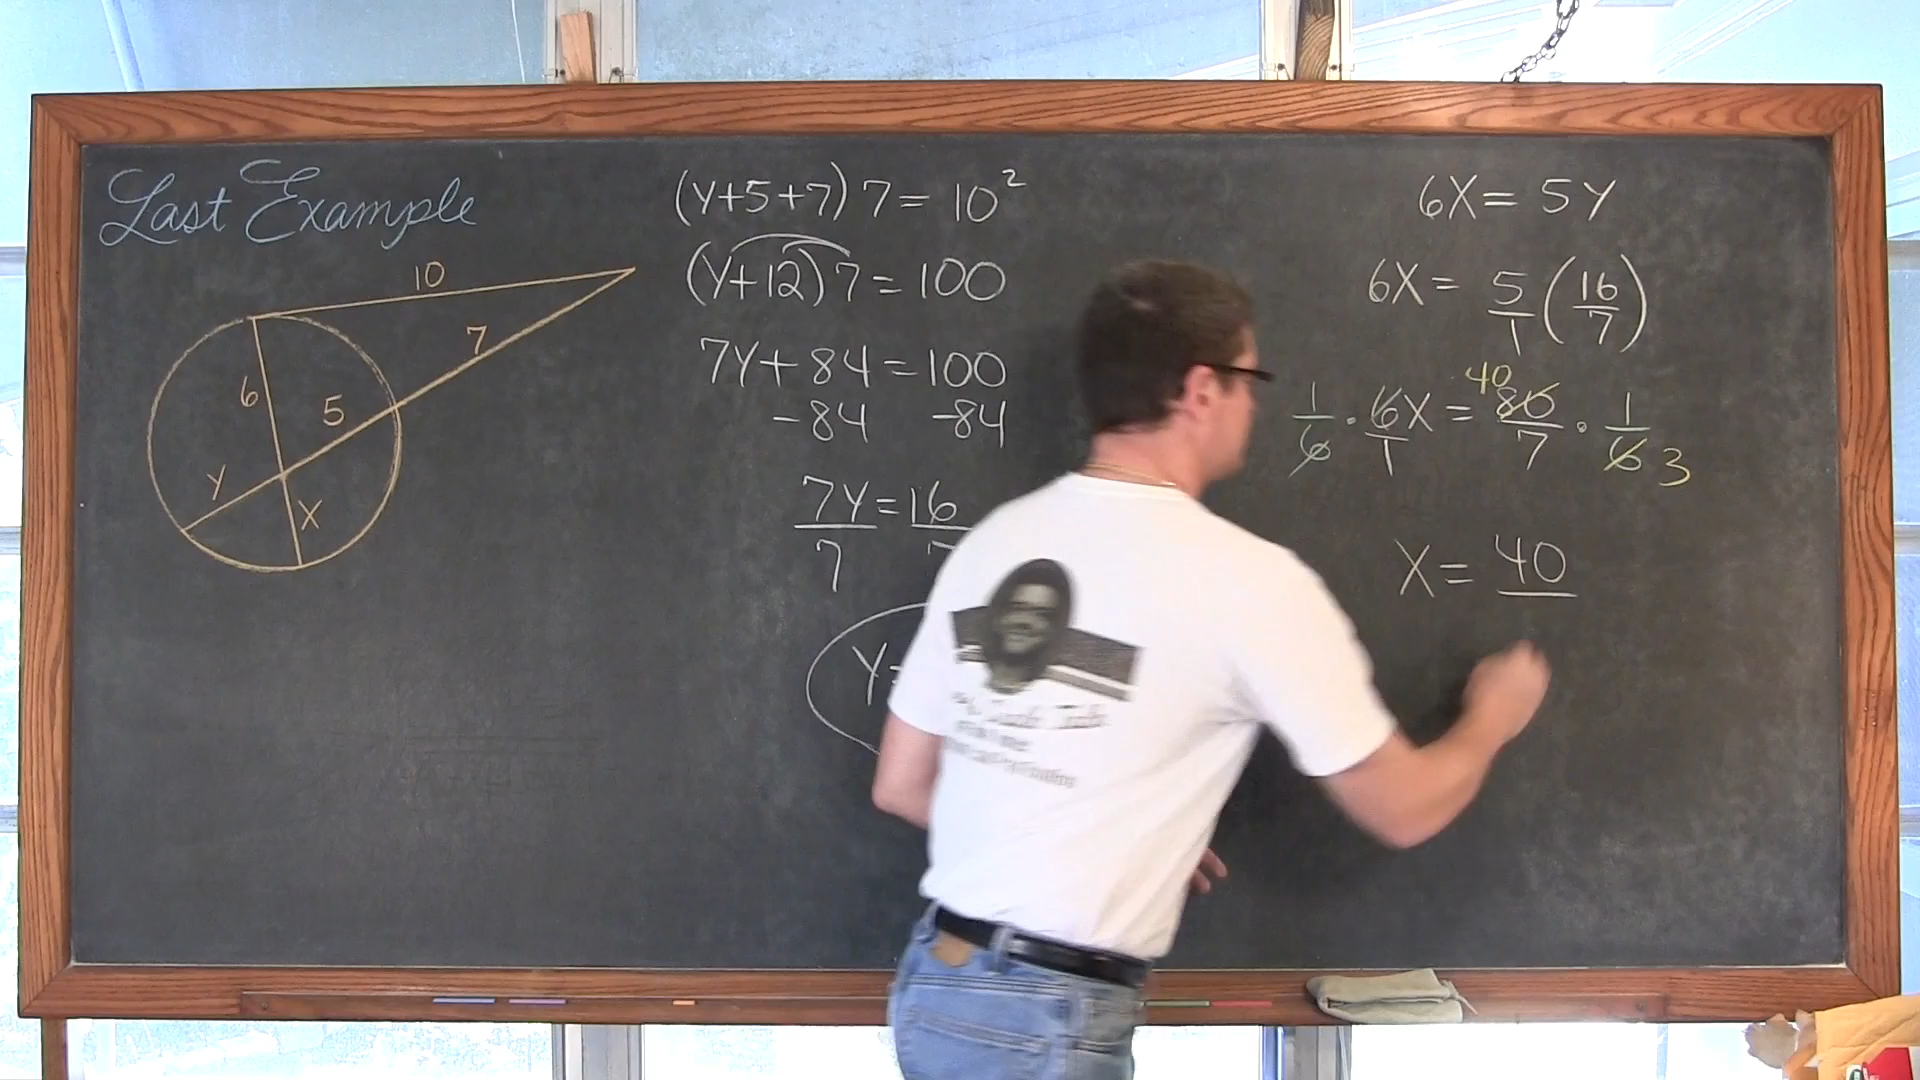 Last Example
10
7
6
5
Y
X
(Y+5+7) 7 = 10²
(Y+12) 7 = 100
7Y + 84 = 100
-84 -84
7Y = 16
7
Y=
6X = 5Y
6X = 5/1 (16/7)
1/6 · 6X/1 = 80/7 · 1/6
40
3
X = 40